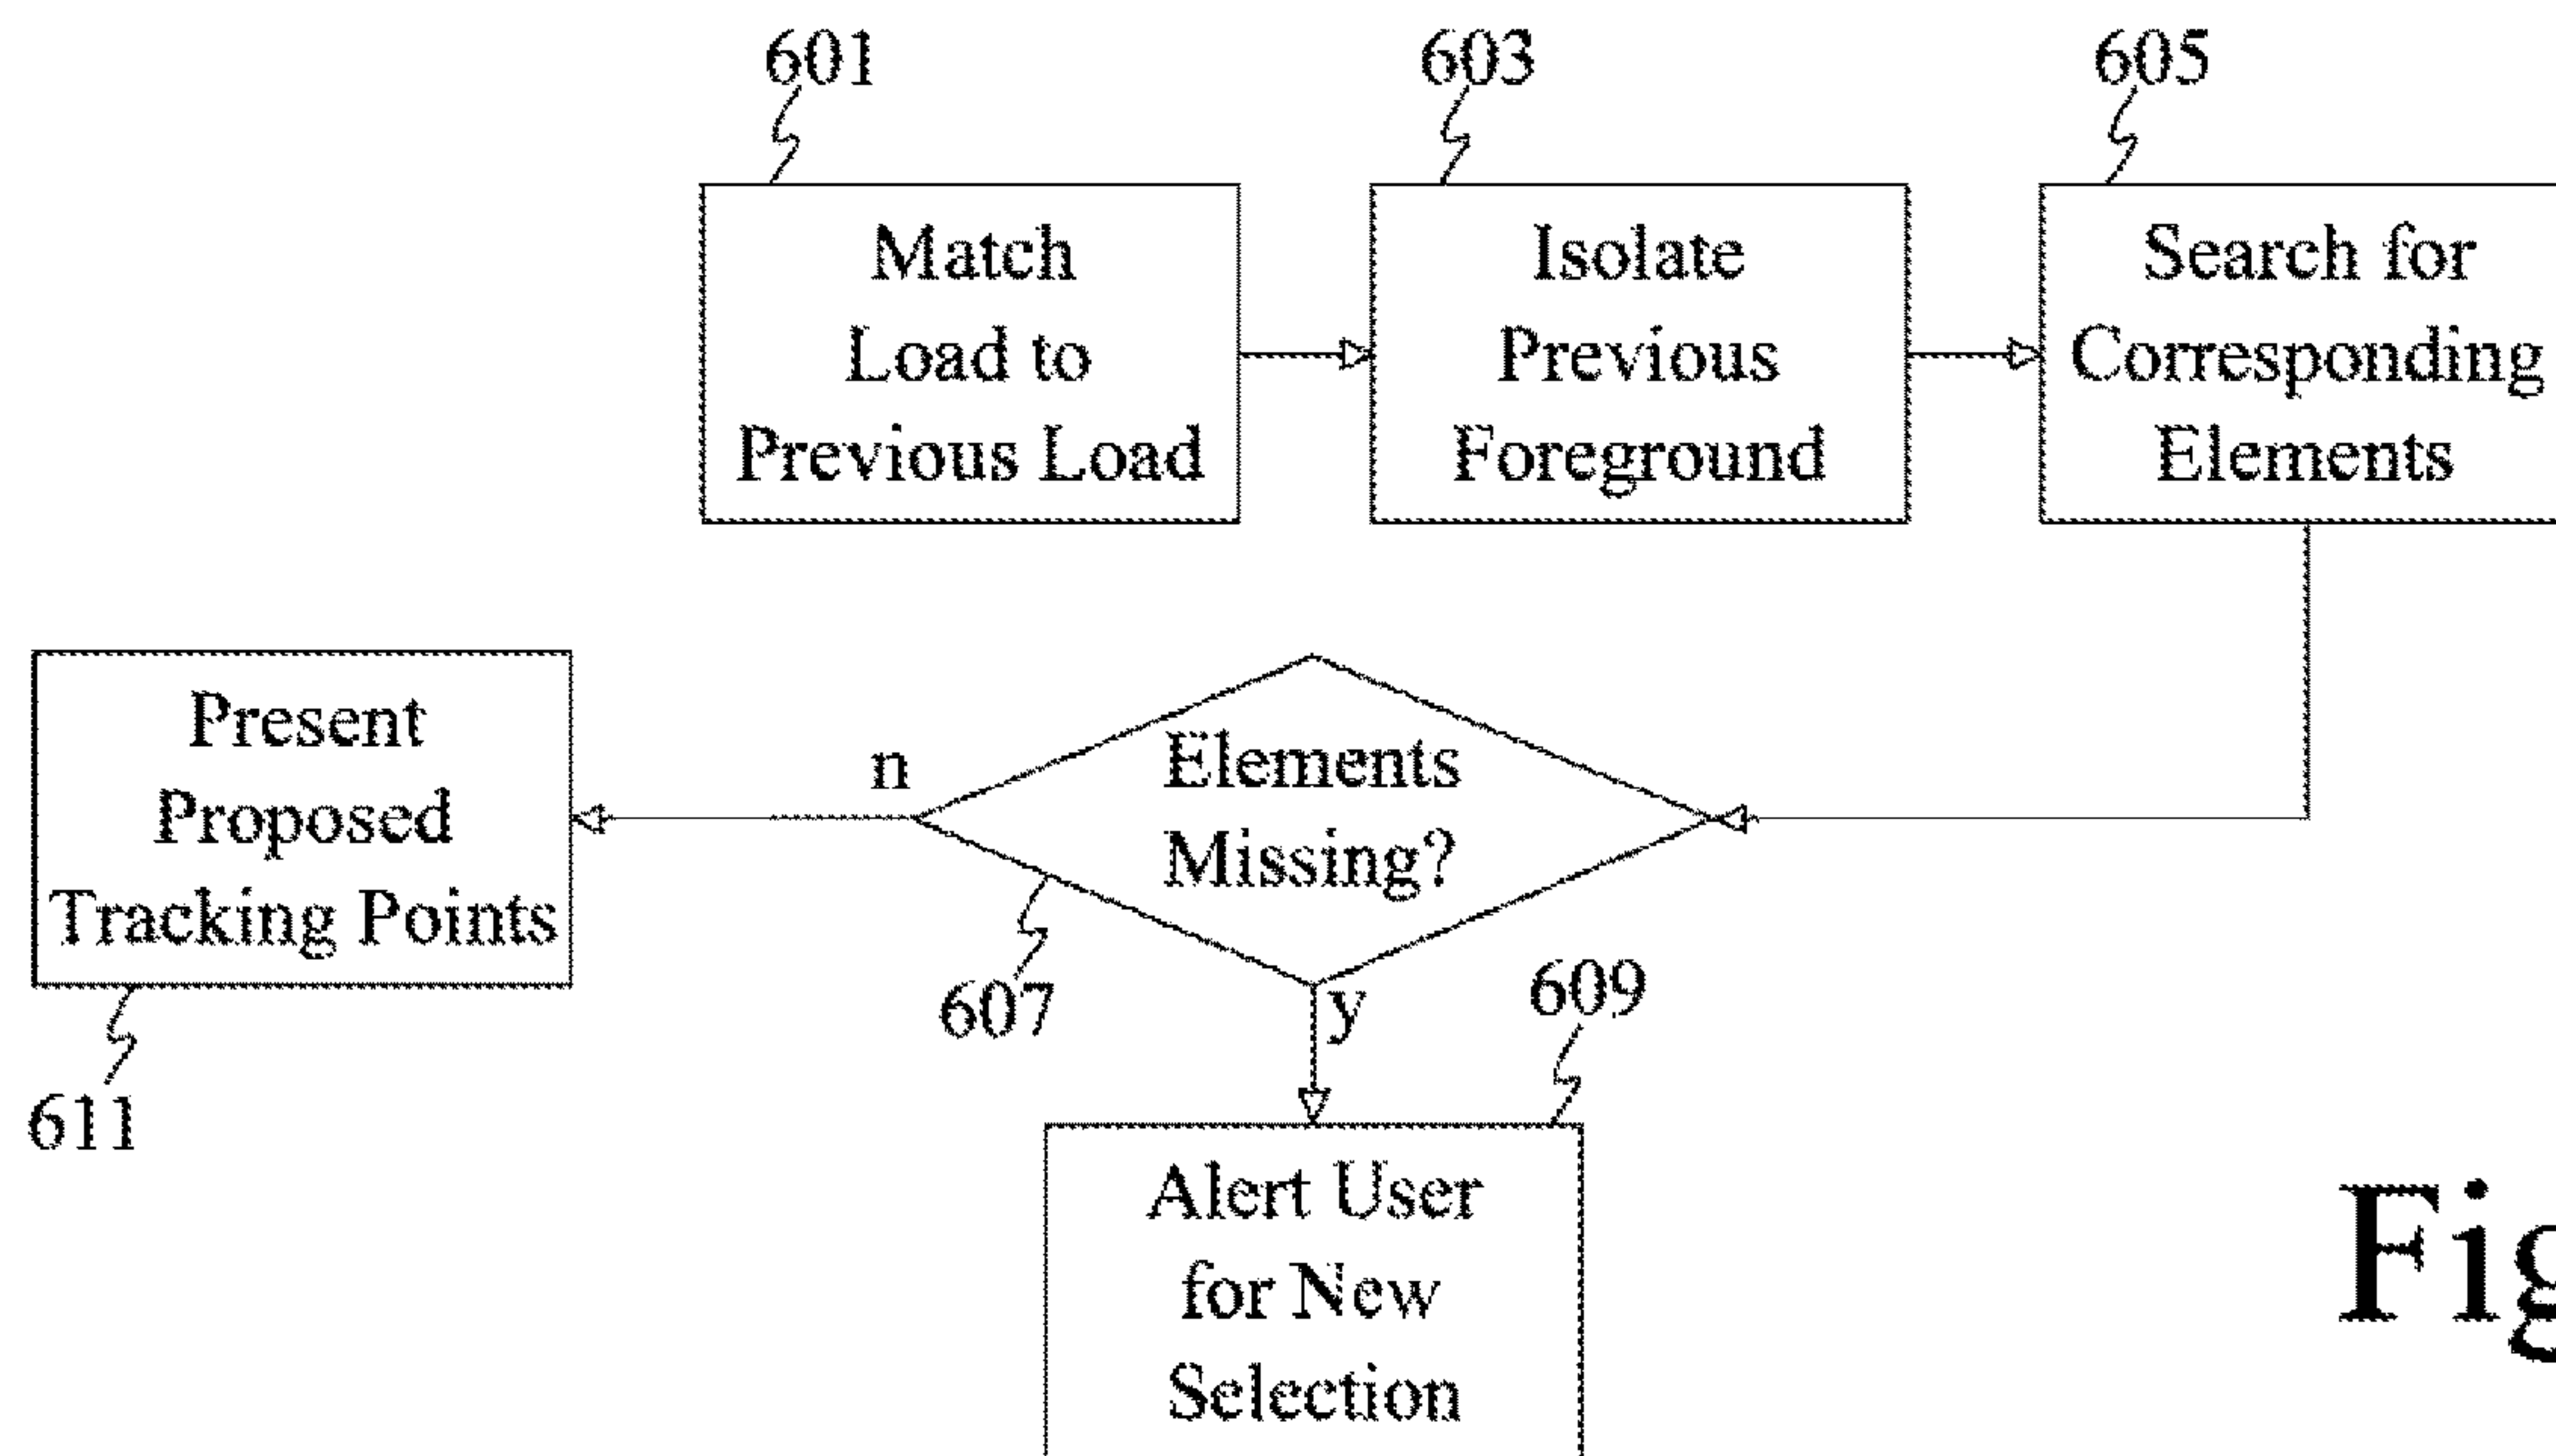 601
603
605
Match
Load to
Previous Load
Isolate
Previous
Foreground
Search for
Corresponding
Elements
Present
Proposed
Tracking Points
n
Elements
Missing?
y
607
609
611
Alert User
for New
Selection
Fig